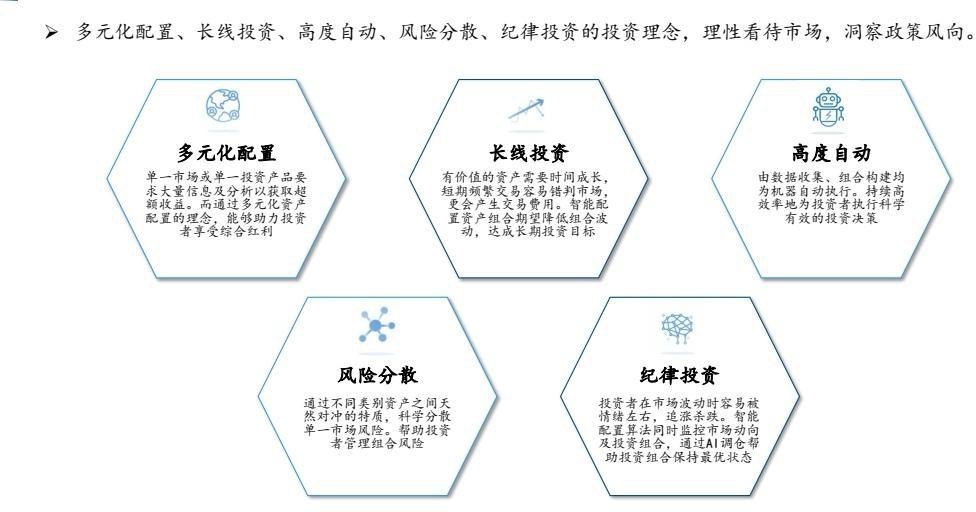 ➢ 多元化配置、长线投资、高度自动、风险分散、纪律投资的投资理念，理性看待市场，洞察政策风向。
多元化配置
单一市场或单一投资产品要
求大量信息及分析以获取超
额收益。而通过多元化资产
配置的理念，能够助力投资
者享受综合红利
长线投资
有价值的资产需要时间成长，
短期频繁交易容易错判市场，
更会产生交易费用。智能配
置资产组合期望降低组合波
动，达成长期投资目标
高度自动
由数据收集、组合构建均
为机器自动执行。持续高
效率地为投资者执行科学
有效的投资决策
风险分散
通过不同类别资产之间天
然对冲的特质，科学分散
单一市场风险。帮助投资
者管理组合风险
纪律投资
投资者在市场波动时容易被
情绪左右，追涨杀跌。智能
配置算法同时监控市场动向
及投资组合，通过AI调仓帮
助投资组合保持最优状态